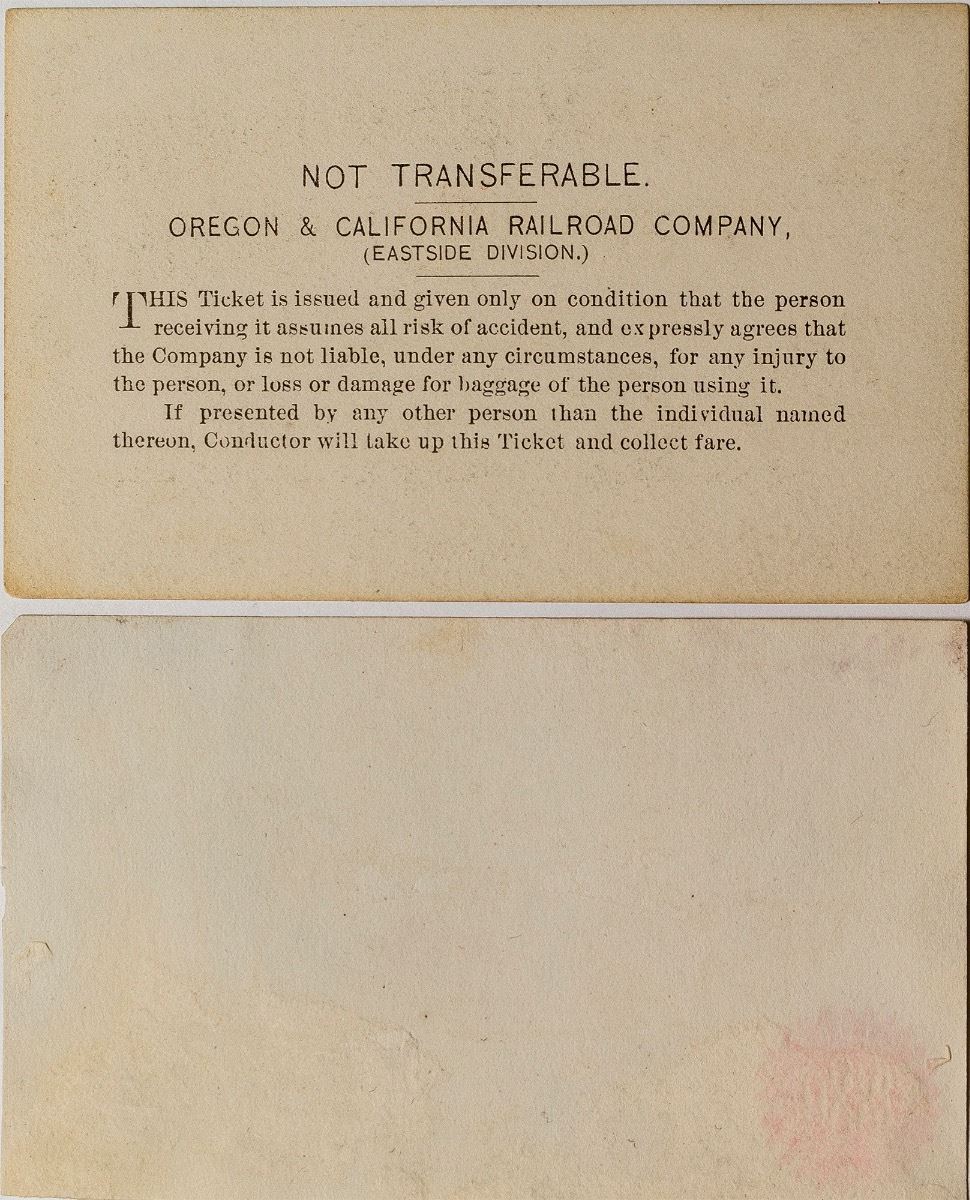 NOT TRANSFERABLE.
OREGON & CALIFORNIA RAILROAD COMPANY,
(EASTSIDE DIVISION.)
THIS Ticket is issued and given only on condition that the person
receiving it assumes all risk of accident, and expressly agrees that
the Company is not liable, under any circumstances, for any injury to
the person, or loss or damage for baggage of the person using it.
If presented by any other person than the individual named
thereon, Conductor will take up this Ticket and collect fare.